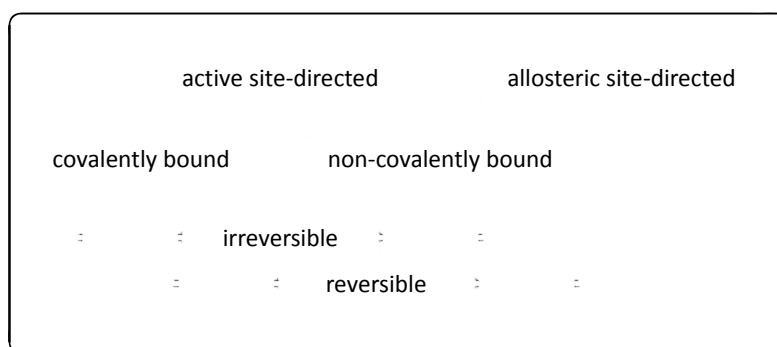 active site-directed allosteric site-directed
covalently bound non-covalently bound
irreversible
reversible